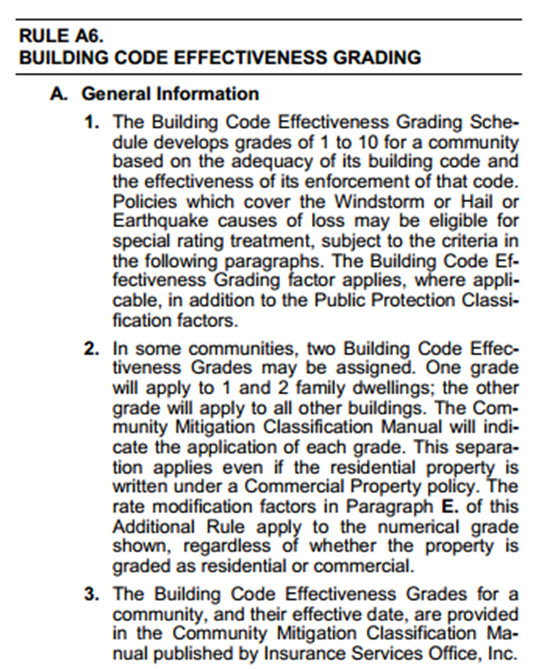 RULE A6.
BUILDING CODE EFFECTIVENESS GRADING
A. General Information
1. The Building Code Effectiveness Grading Sche-
dule develops grades of 1 to 10 for a community
based on the adequacy of its building code and
the effectiveness of its enforcement of that code.
Policies which cover the Windstorm or Hail or
Earthquake causes of loss may be eligible for
special rating treatment, subject to the criteria in
the following paragraphs. The Building Code Ef-
fectiveness Grading factor applies, where appli-
cable, in addition to the Public Protection Classi-
fication factors.
2. In some communities, two Building Code Effec-
tiveness Grades may be assigned. One grade
will apply to 1 and 2 family dwellings; the other
grade will apply to all other buildings. The Com-
munity Mitigation Classification Manual will indi-
cate the application of each grade. This separa-
tion applies even if the residential property is
written under a Commercial Property policy. The
rate modification factors in Paragraph E. of this
Additional Rule apply to the numerical grade
shown, regardless of whether the property is
graded as residential or commercial.
3. The Building Code Effectiveness Grades for a
community, and their effective date, are provided
in the Community Mitigation Classification Ma-
nual published by Insurance Services Office, Inc.